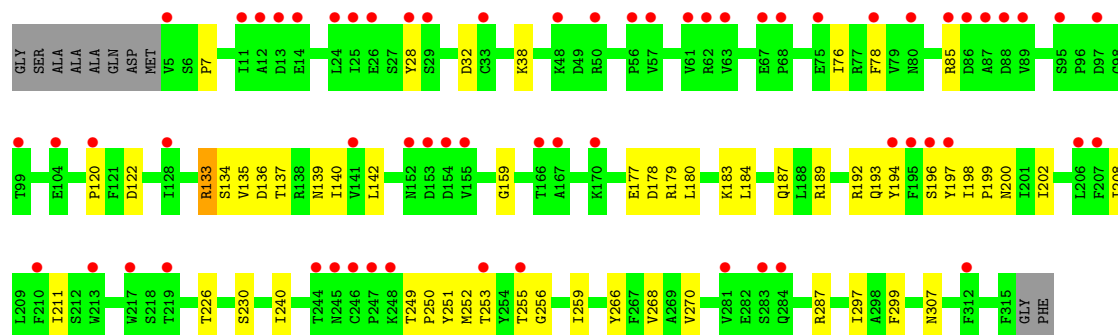 GLY SER ALA ALA ALA GLN ASP MET V5 S6 P7 I11 A12 D13 E14 L24 I25 E26 S27 Y28 S29 D32 C33 K38 K48 D49 R50 P56 V57 V61 R62 V63 E67 P68 E75 I76 R77 F78 V79 N80 R85 D86 A87 D88 V89 S95 P96 D97
T99 E104 P120 F121 D122 I128 R133 S134 V135 D136 T137 R138 N139 I140 V141 L142 N152 D153 D154 V155 G159 T166 A167 K170 E177 D178 R179 L180 K183 L184 Q187 L188 R189 R192 Q193 Y194 F195 S196 Y197 I198 P199 N200 I201 I202 L206 F207
L209 F210 I211 S212 W213 W217 S218 T219 T226 S230 I240 T244 N245 C246 P247 K248 T249 P250 Y251 M252 T253 Y254 T255 G256 I259 Y266 F267 V268 A269 V270 V281 E282 S283 Q284 R287 I297 A298 F299 N307 F312 F315 GLY PHE